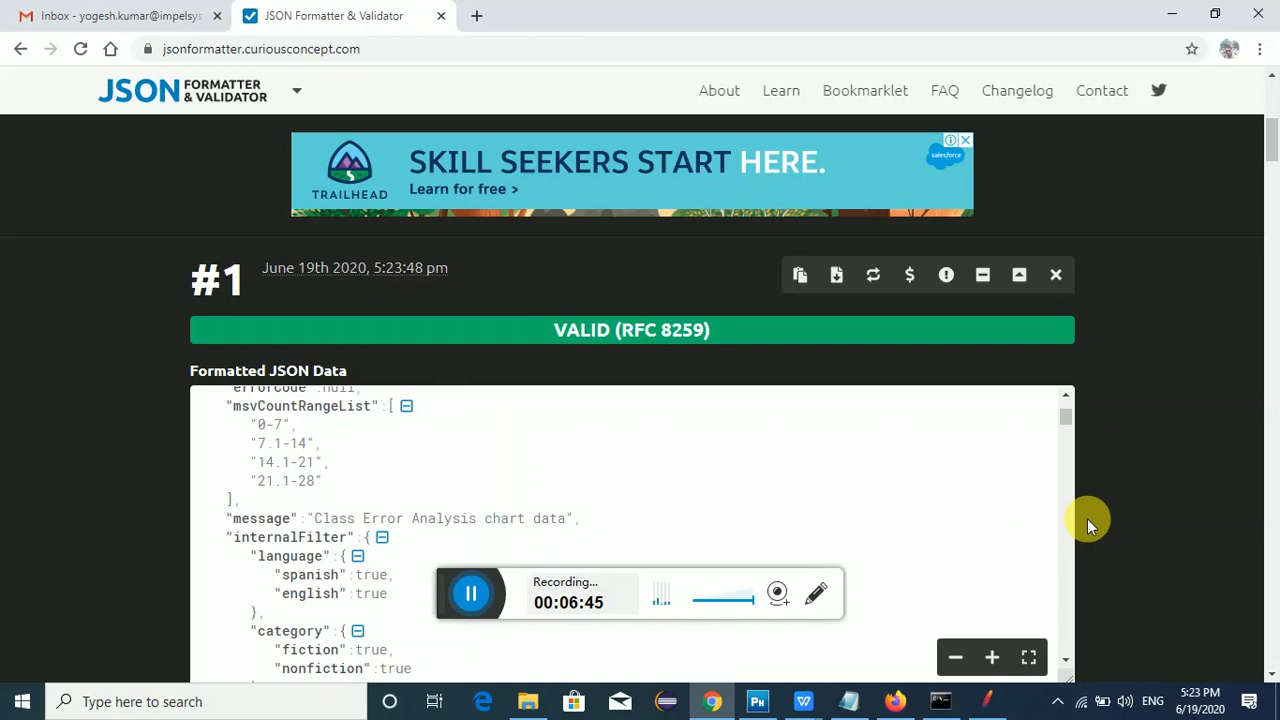 Inbox - yogesh.kumar@impelsys
JSON Formatter & Validator
jsonformatter.curiousconcept.com
JSON FORMATTER & VALIDATOR
About
Learn
Bookmarklet
FAQ
Changelog
Contact
TRAILHEAD
SKILL SEEKERS START HERE.
Learn for free >
salesforce
#1
June 19th 2020, 5:23:48 pm
VALID (RFC 8259)
Formatted JSON Data
"errorCode":null,
"msvCountRangeList":[
"0-7",
"7.1-14",
"14.1-21",
"21.1-28"
],
"message":"Class Error Analysis chart data",
"internalFilter":{
"language":{
"spanish":true,
"english":true
},
"category":{
"fiction":true,
"nonfiction":true
Recording...
00:06:45
Type here to search
ENG
5:23 PM
6/19/2020